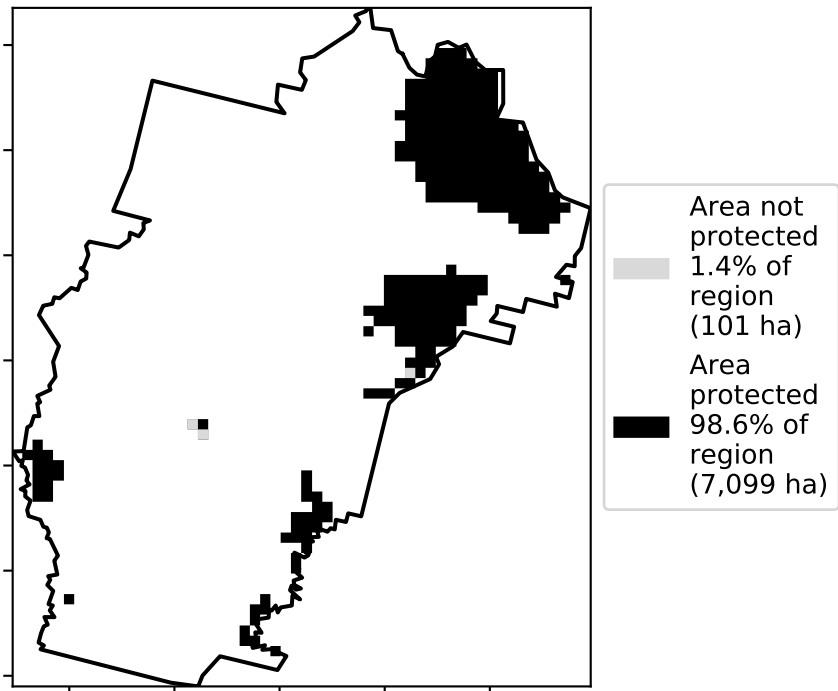 Area not
protected
1.4% of
region
(101 ha)
Area
protected
98.6% of
region
(7,099 ha)